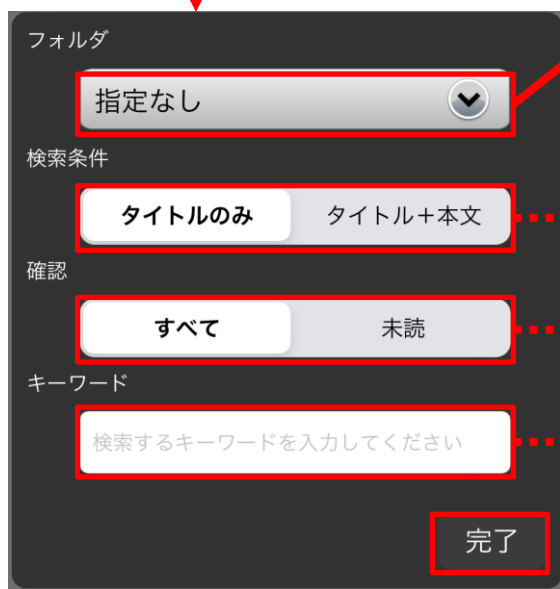 フォルダ
指定なし
検索条件
タイトルのみ タイトル+本文
確認
すべて 未読
キーワード
検索するキーワードを入力してください
完了